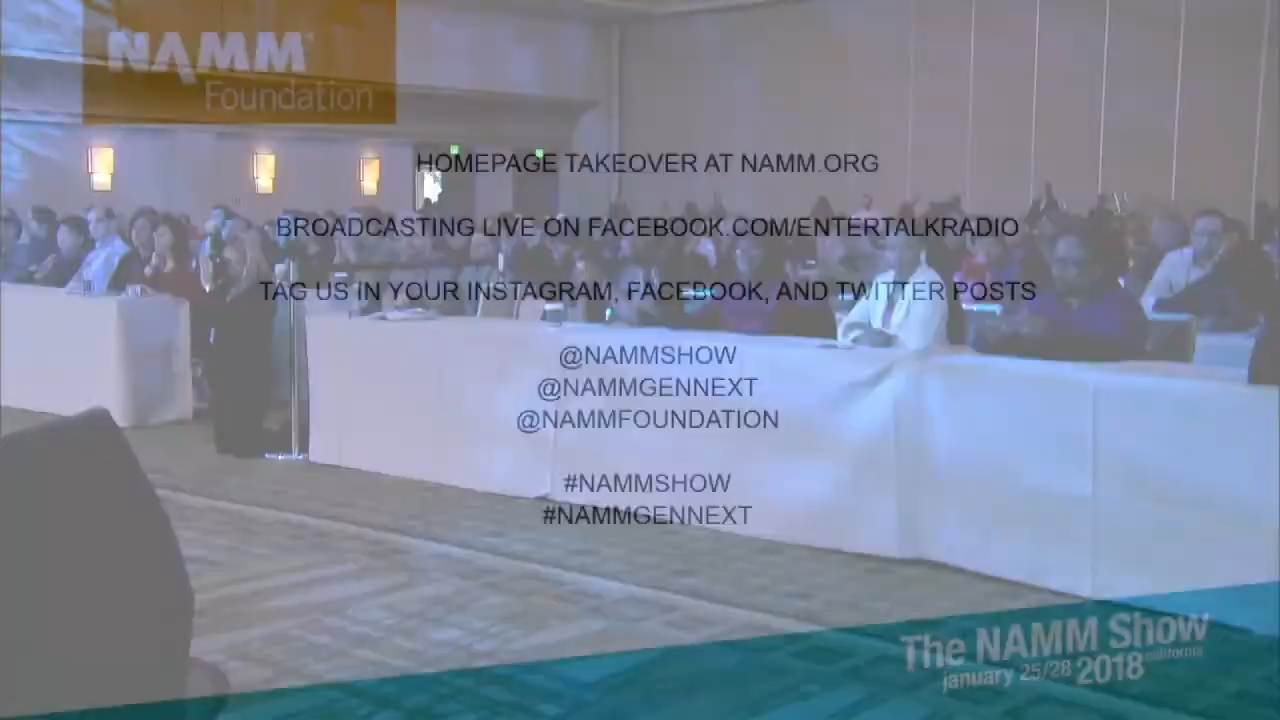 NAMM
Foundation
HOMEPAGE TAKEOVER AT NAMM.ORG
BROADCASTING LIVE ON FACEBOOK.COM/ENTERTALKRADIO
TAG US IN YOUR INSTAGRAM, FACEBOOK, AND TWITTER POSTS
@NAMMSHOW
@NAMMGENNEXT
@NAMMFOUNDATION
#NAMMSHOW
#NAMMGENNEXT
The NAMM Show
january 25/28 2018 california